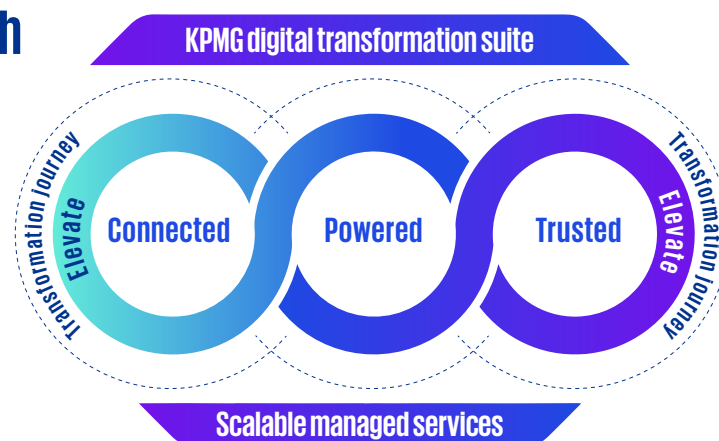 h
KPMG digital transformation suite
Transformation journey
Elevate
Connected
Powered
Trusted
Elevate
Transformation journey
Scalable managed services